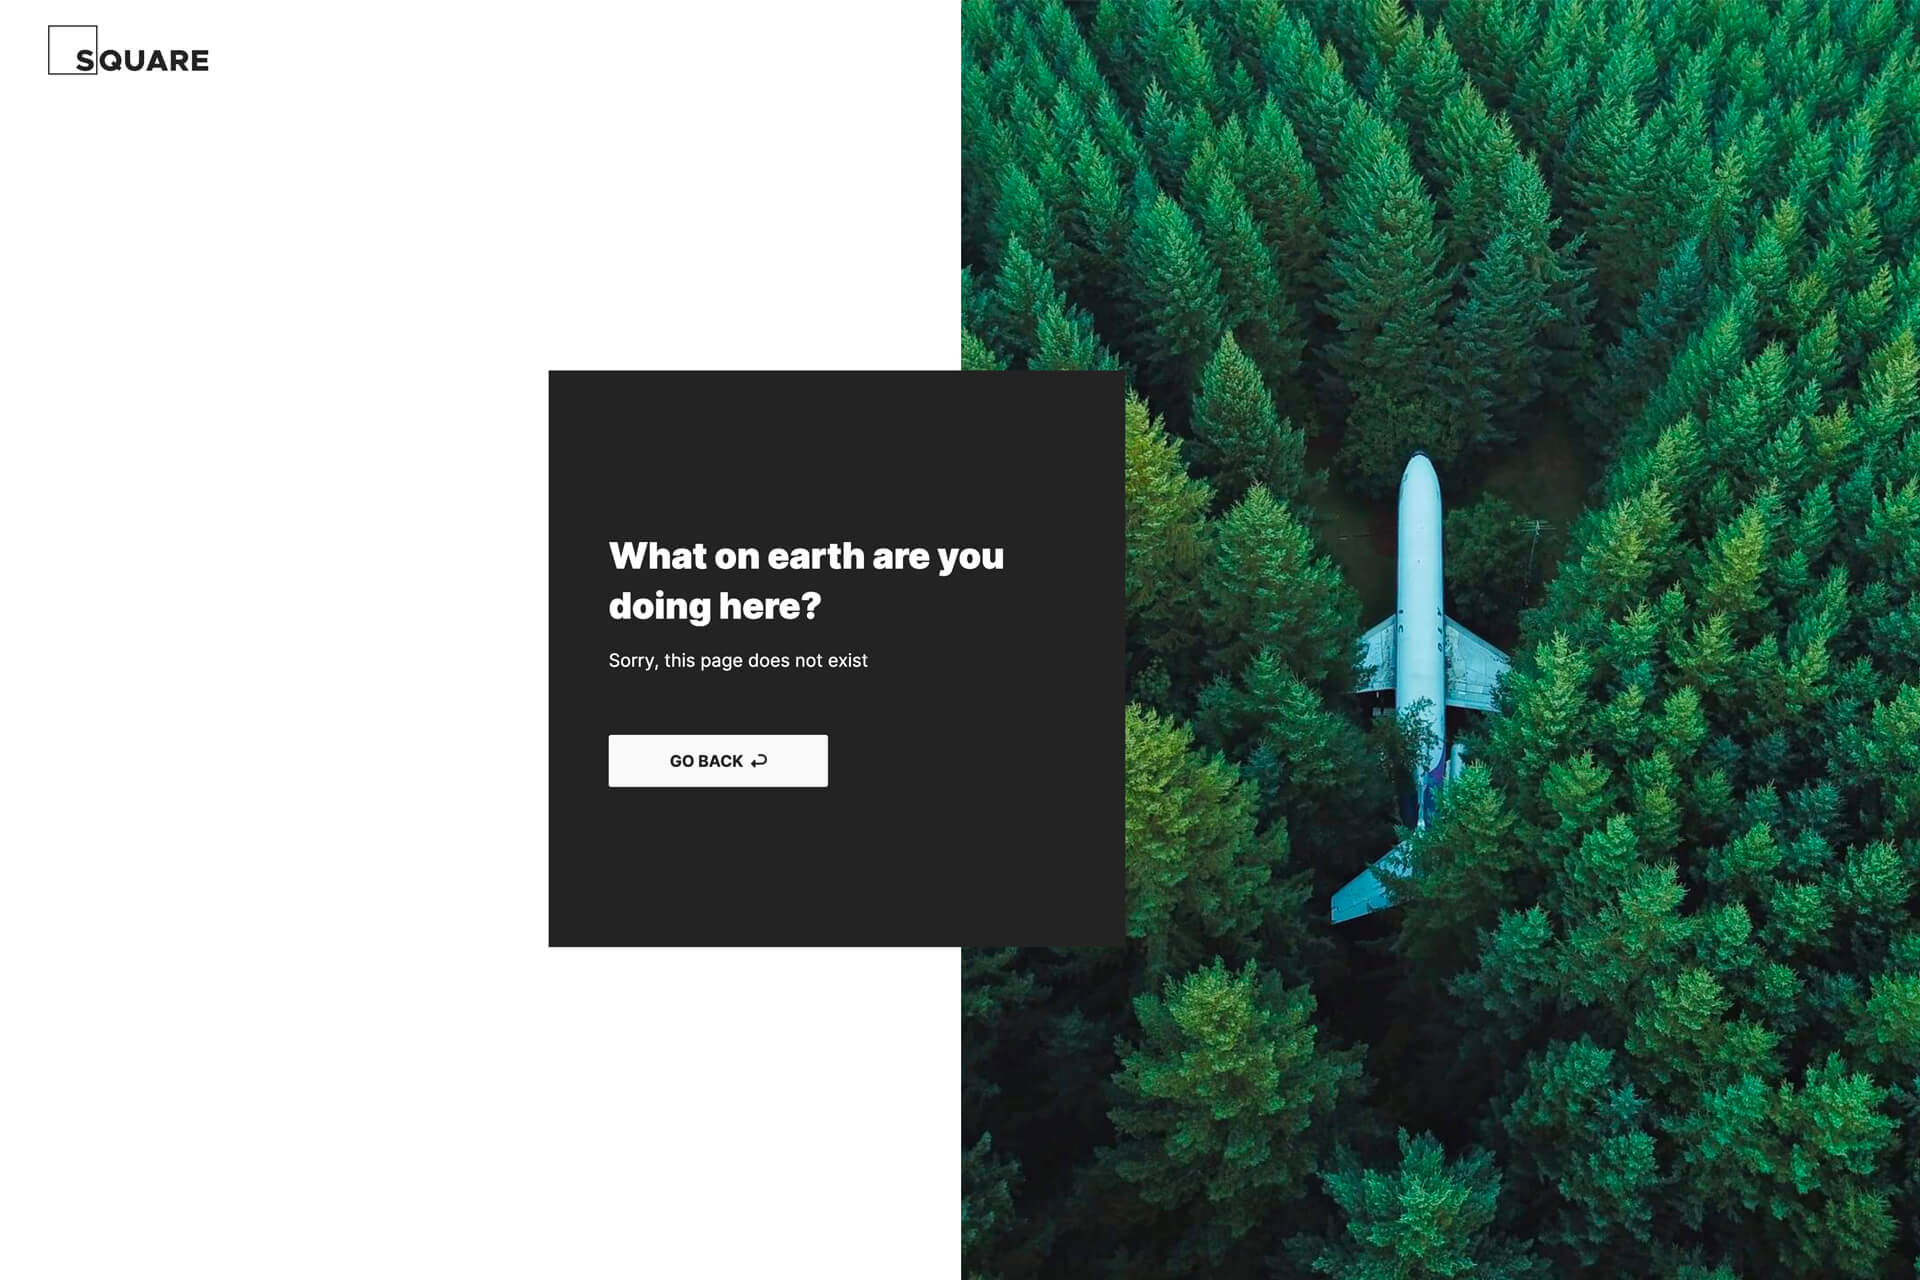 SQUARE
What on earth are you
doing here?
Sorry, this page does not exist
GO BACK